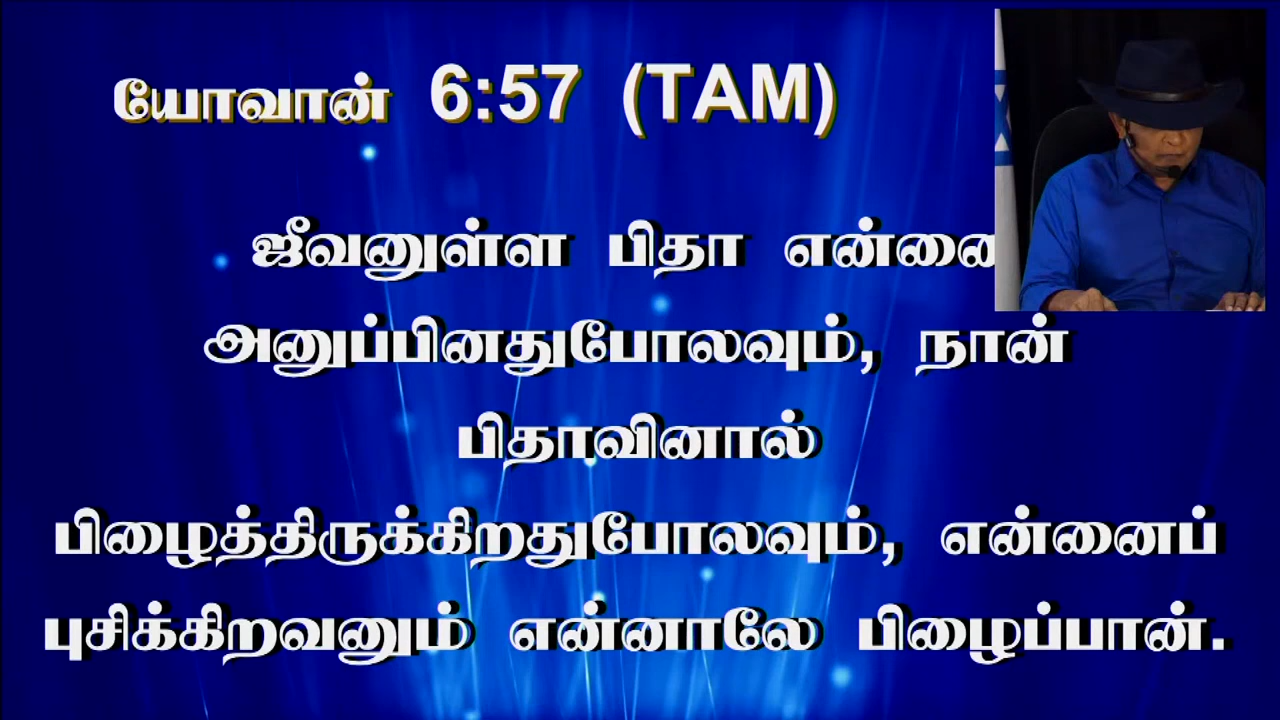 யோவான் 6:57 (TAM)
ஜீவனுள்ள பிதா என்னை
அனுப்பினதுபோலவும், நான்
பிதாவினால்
பிழைத்திருக்கிறதுபோலவும், என்னைப்
புசிக்கிறவனும் என்னாலே பிழைப்பான்.